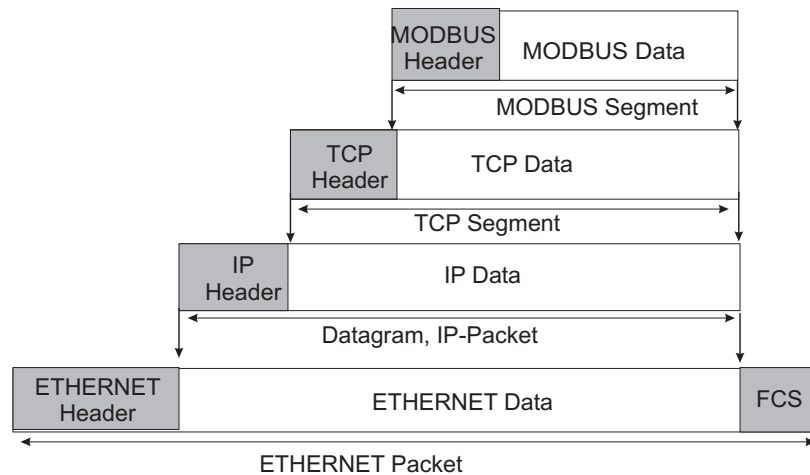 MODBUS
Header
MODBUS Data
MODBUS Segment
TCP
Header
TCP Data
TCP Segment
IP
Header
IP Data
Datagram, IP-Packet
ETHERNET
Header
ETHERNET Data
FCS
ETHERNET Packet